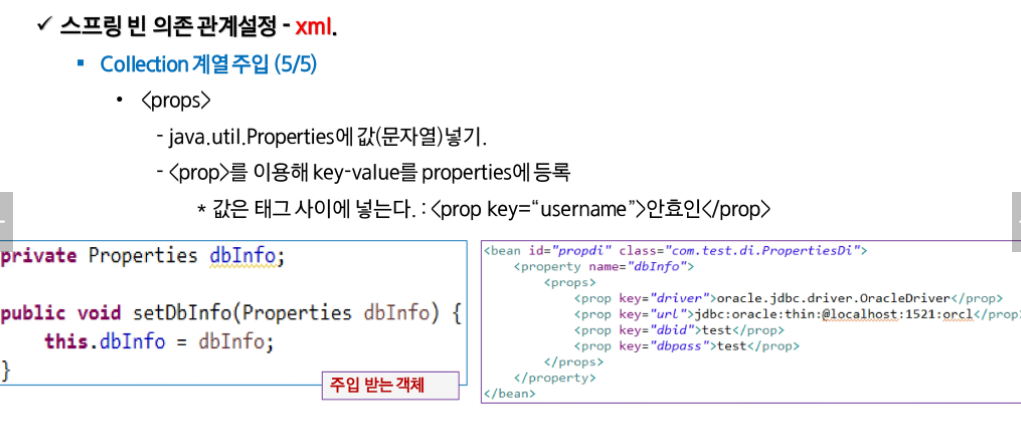 ✓ 스프링 빈 의존 관계설정 - xml.
▪ Collection 계열 주입 (5/5)
• <props>
- java.util.Properties에 값(문자열)넣기.
- <prop>를 이용해 key-value를 properties에 등록
* 값은 태그 사이에 넣는다. : <prop key="username">안효인</prop>
private Properties dbInfo;
public void setDbInfo(Properties dbInfo) {
this.dbInfo = dbInfo;
}
주입 받는 객체
<bean id="propdi" class="com.test.di.PropertiesDi">
<property name="dbInfo">
<props>
<prop key="driver">oracle.jdbc.driver.OracleDriver</prop>
<prop key="url">jdbc:oracle:thin:@localhost:1521:orcl</prop>
<prop key="dbid">test</prop>
<prop key="dbpass">test</prop>
</props>
</property>
</bean>